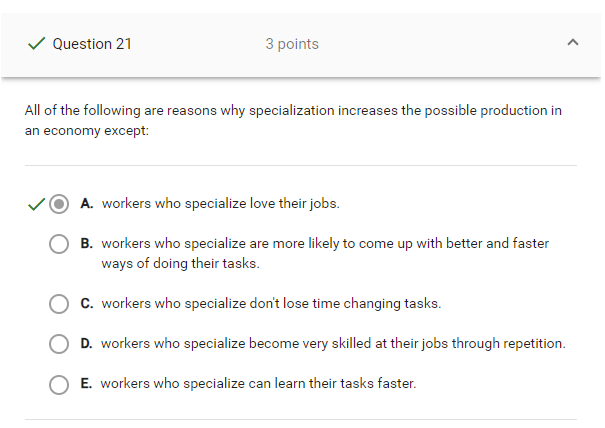 Question 21 3 points
All of the following are reasons why specialization increases the possible production in
an economy except:
A. workers who specialize love their jobs.
B. workers who specialize are more likely to come up with better and faster
ways of doing their tasks.
C. workers who specialize don't lose time changing tasks.
D. workers who specialize become very skilled at their jobs through repetition.
E. workers who specialize can learn their tasks faster.